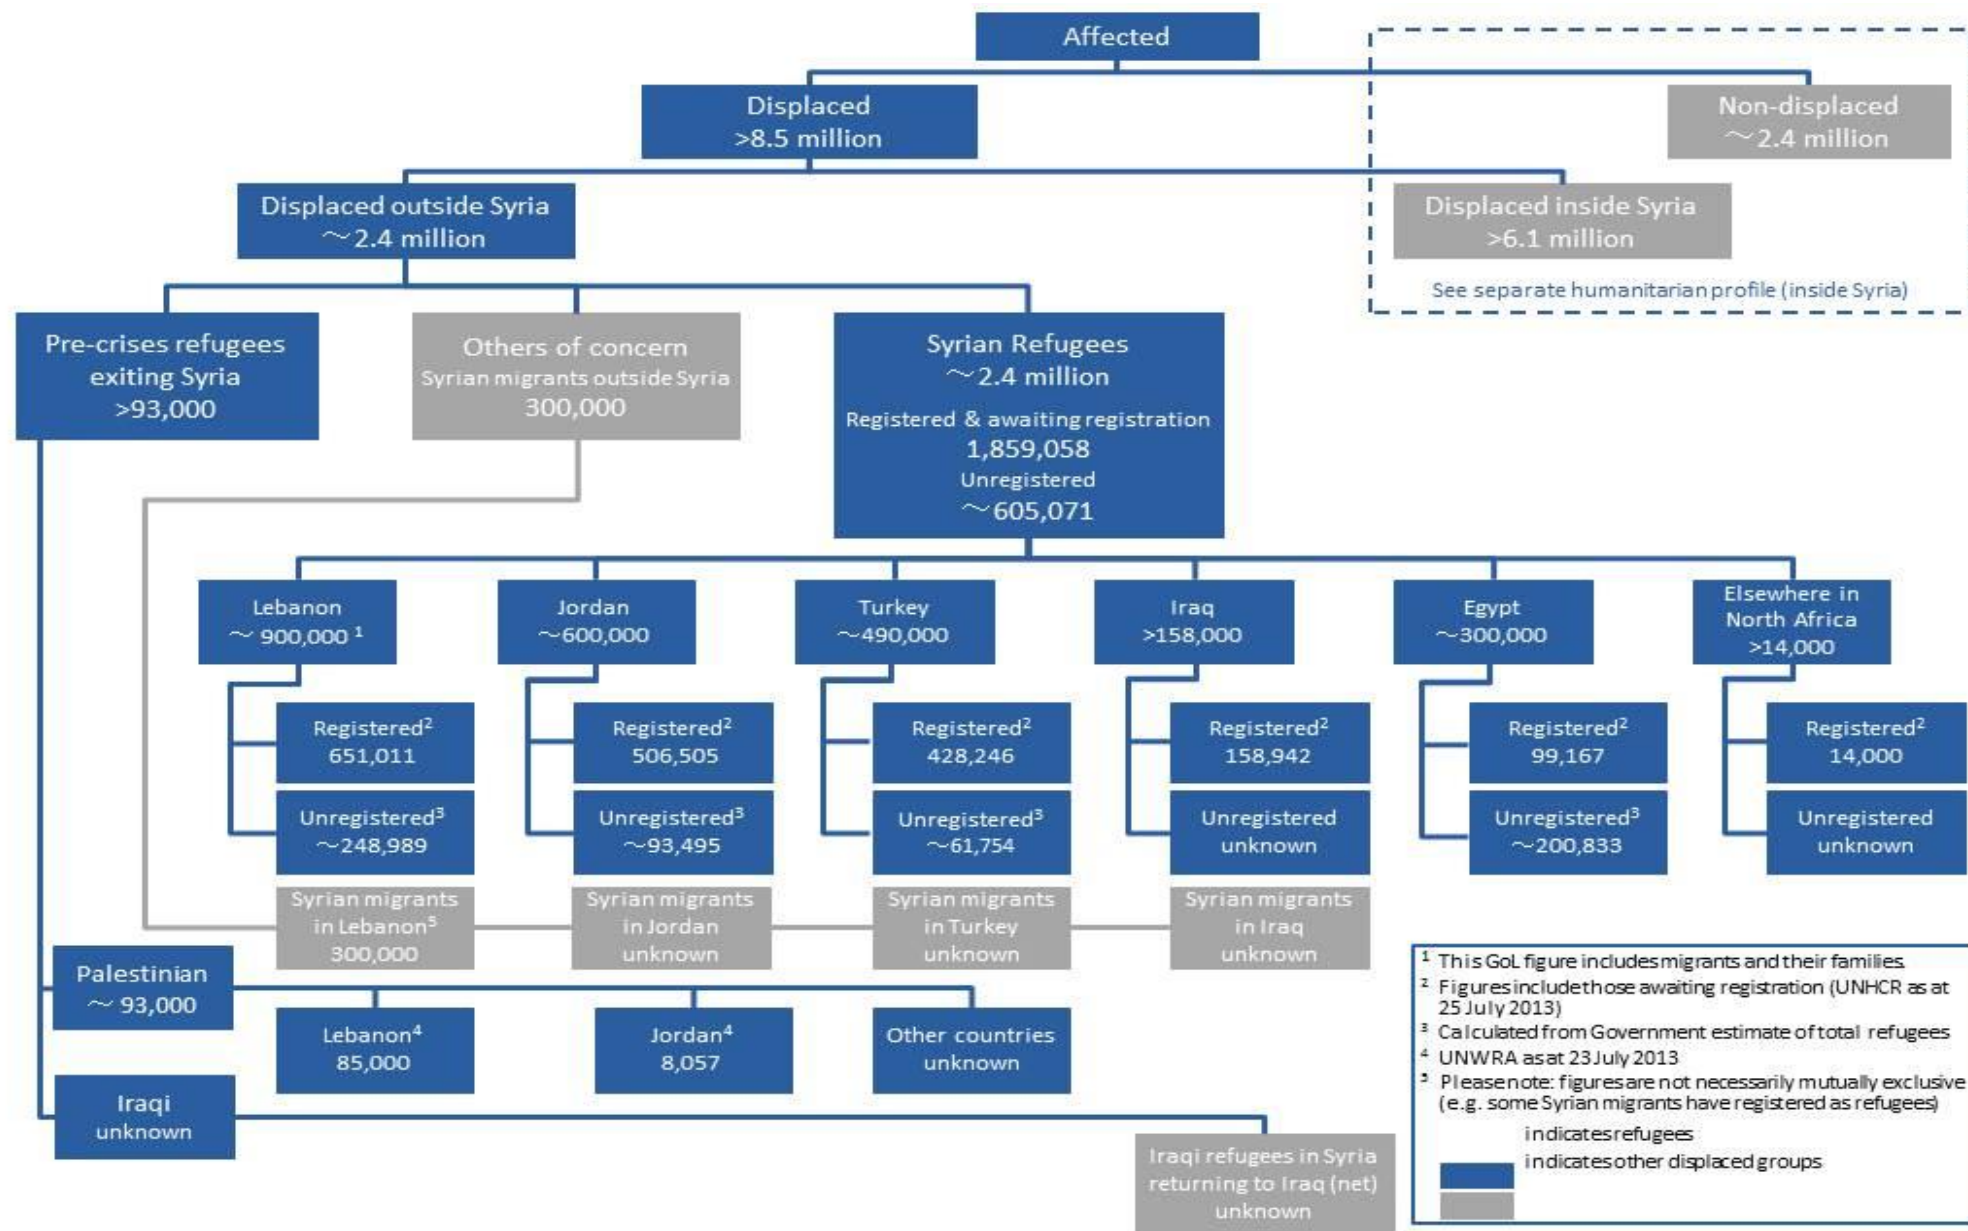 Affected
Displaced
>8.5 million
Non-displaced
～2.4 million
Displaced outside Syria
～2.4 million
Displaced inside Syria
>6.1 million
See separate humanitarian profile (inside Syria)
Pre-crises refugees
exiting Syria
>93,000
Others of concern
Syrian migrants outside Syria
300,000
Syrian Refugees
～2.4 million
Registered & awaiting registration
1,859,058
Unregistered
～605,071
Lebanon
～ 900,000 ¹
Jordan
～600,000
Turkey
～490,000
Iraq
>158,000
Egypt
～300,000
Elsewhere in
North Africa
>14,000
Registered²
651,011
Registered²
506,505
Registered²
428,246
Registered²
158,942
Registered²
99,167
Registered²
14,000
Unregistered³
～248,989
Unregistered³
～93,495
Unregistered³
～61,754
Unregistered
unknown
Unregistered³
～200,833
Unregistered
unknown
Syrian migrants
in Lebanon⁵
300,000
Syrian migrants
in Jordan
unknown
Syrian migrants
in Turkey
unknown
Syrian migrants
in Iraq
unknown
Palestinian
～ 93,000
Lebanon⁴
85,000
Jordan⁴
8,057
Other countries
unknown
Iraqi
unknown
Iraqi refugees in Syria
returning to Iraq (net)
unknown
¹ This GoL figure includes migrants and their families.
² Figures include those awaiting registration (UNHCR as at
25 July 2013)
³ Calculated from Government estimate of total refugees
⁴ UNWRA as at 23 July 2013
⁵ Please note: figures are not necessarily mutually exclusive
(e.g. some Syrian migrants have registered as refugees)
indicates refugees
indicates other displaced groups